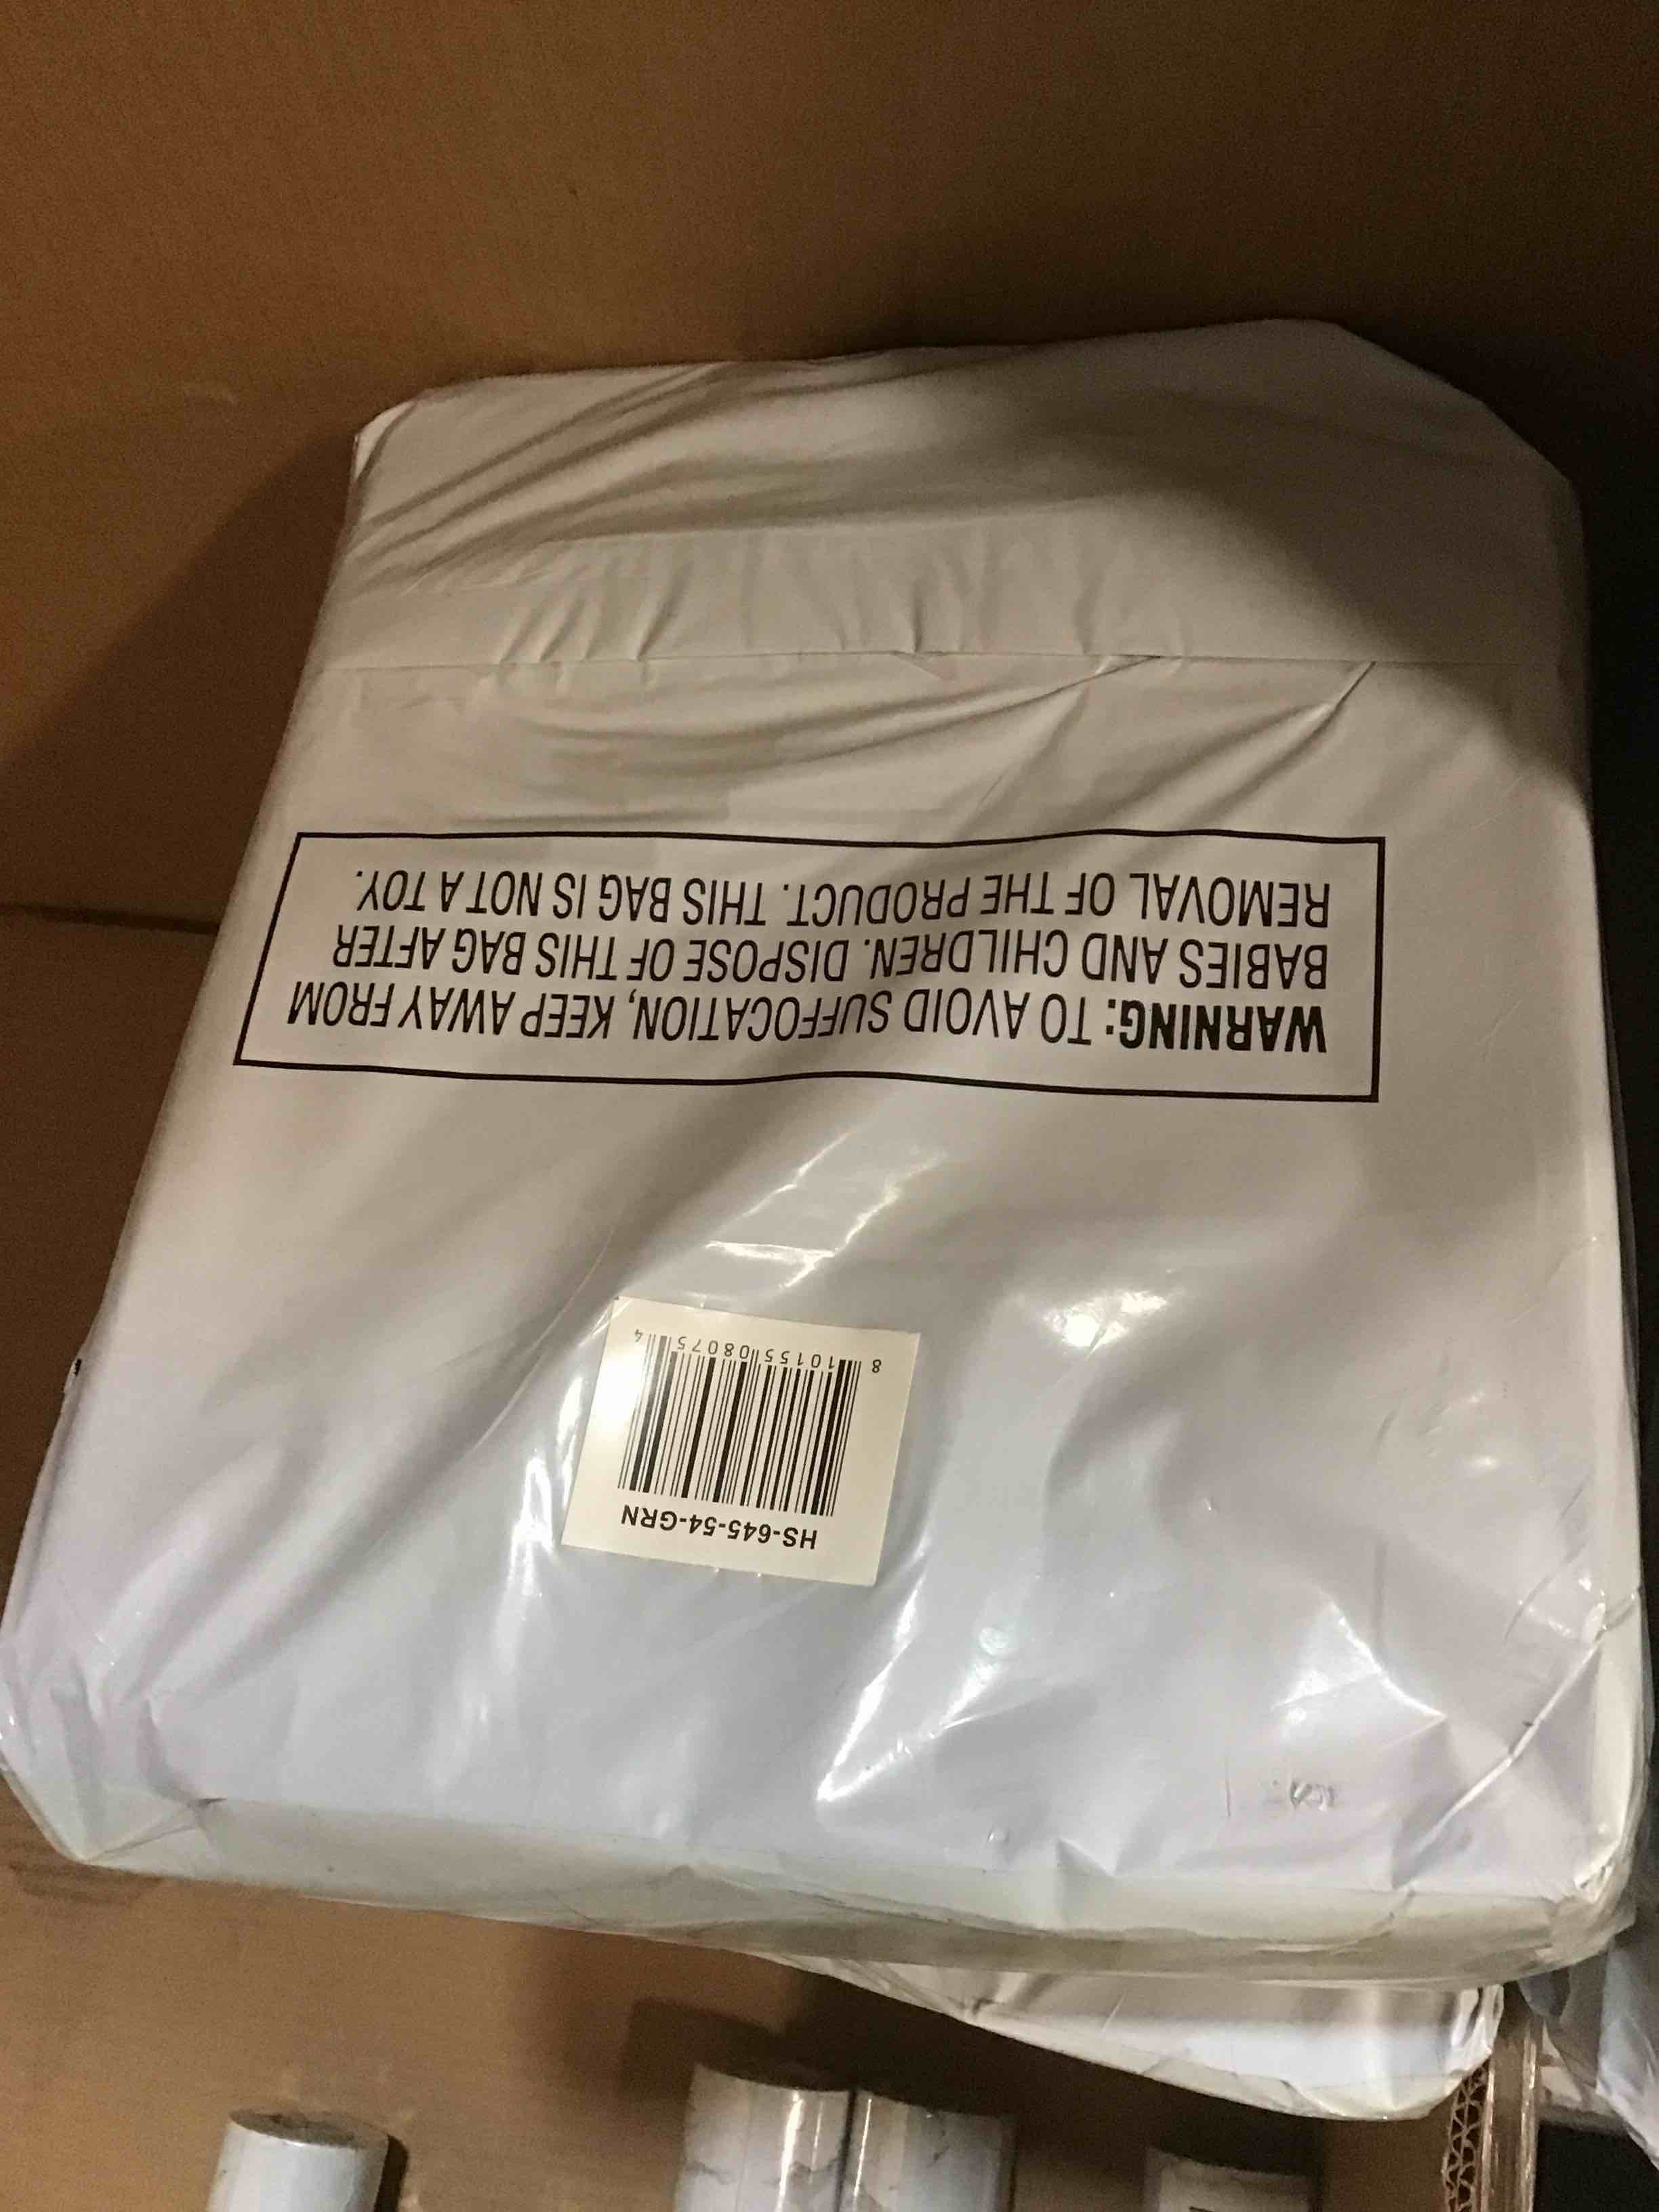 HS-645-54-GRN
8 10155 08075 4
WARNING: TO AVOID SUFFOCATION, KEEP AWAY FROM
BABIES AND CHILDREN. DISPOSE OF THIS BAG AFTER
REMOVAL OF THE PRODUCT. THIS BAG IS NOT A TOY.